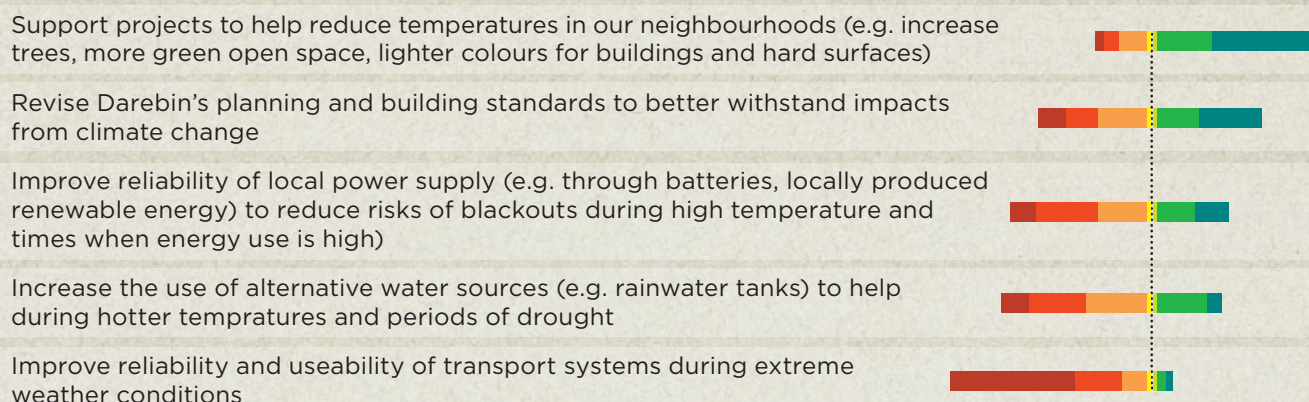 Support projects to help reduce temperatures in our neighbourhoods (e.g. increase
trees, more green open space, lighter colours for buildings and hard surfaces)
Revise Darebin's planning and building standards to better withstand impacts
from climate change
Improve reliability of local power supply (e.g. through batteries, locally produced
renewable energy) to reduce risks of blackouts during high temperature and
times when energy use is high)
Increase the use of alternative water sources (e.g. rainwater tanks) to help
during hotter tempratures and periods of drought
Improve reliability and useability of transport systems during extreme
weather conditions